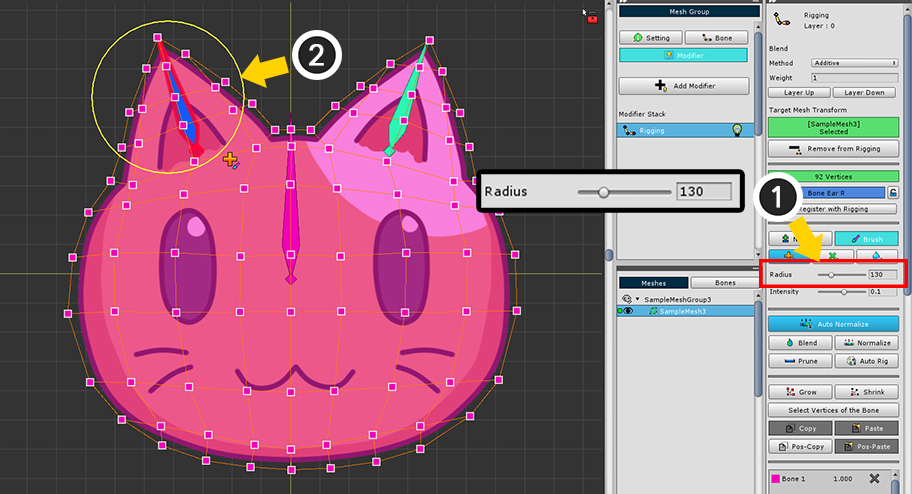 2
Radius
130
1
Mesh Group
Setting
Bone
Modifier
Add Modifier
Modifier Stack
Rigging
Meshes
Bones
SampleMeshGroup3
SampleMesh3
Rigging
Layer : 0
Blend
Method
Additive
Weight
1
Layer Up
Layer Down
Target Mesh Transform
[SampleMesh3]
Selected
Remove from Rigging
92 Vertices
Bone Ear R
Register with Rigging
Brush
Radius
130
Intensity
0.1
Auto Normalize
Blend
Normalize
Prune
Auto Rig
Grow
Shrink
Select Vertices of the Bone
Copy
Paste
Pos-Copy
Pos-Paste
Bone 1
1.000